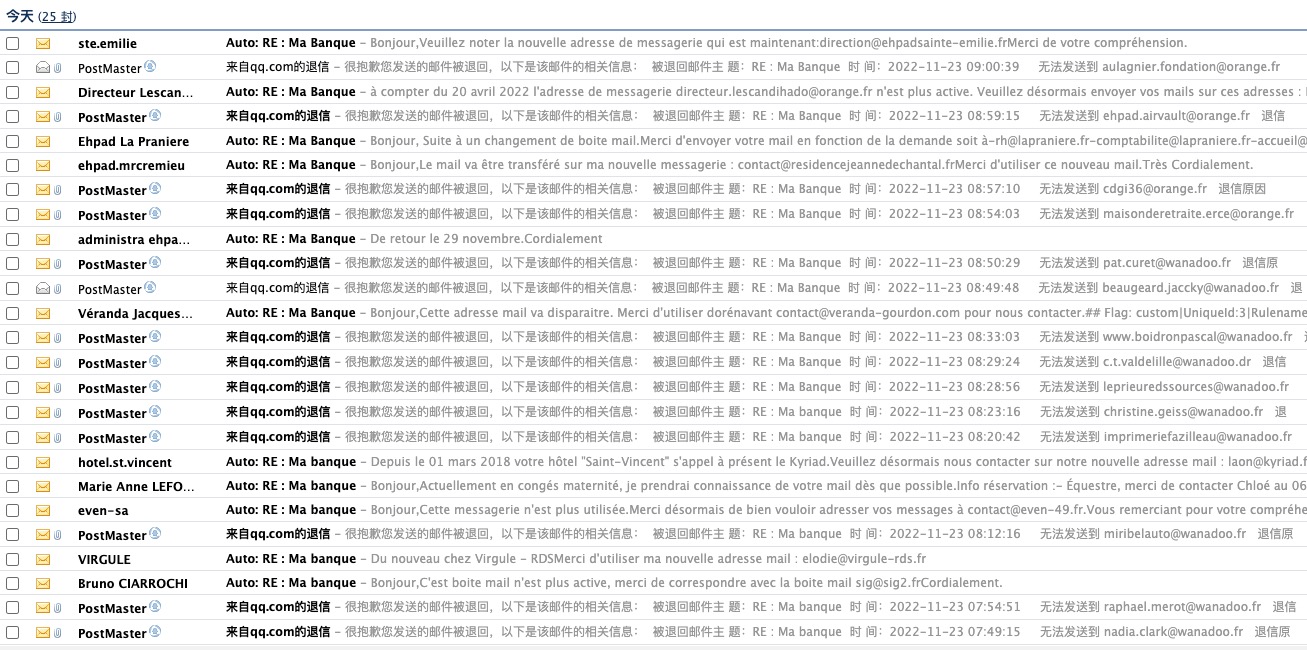 今天 (25 封)
ste.emilie Auto: RE : Ma Banque – Bonjour,Veuillez noter la nouvelle adresse de messagerie qui est maintenant:direction@ehpadsainte-emilie.frMerci de votre compréhension.
PostMaster 来自qq.com的退信 – 很抱歉您发送的邮件被退回，以下是该邮件的相关信息： 被退回邮件主 题：RE : Ma Banque 时 间：2022-11-23 09:00:39 无法发送到 aulagnier.fondation@orange.fr
Directeur Lescan... Auto: RE : Ma Banque – à compter du 20 avril 2022 l'adresse de messagerie directeur.lescandihado@orange.fr n'est plus active. Veuillez désormais envoyer vos mails sur ces adresses :
PostMaster 来自qq.com的退信 – 很抱歉您发送的邮件被退回，以下是该邮件的相关信息： 被退回邮件主 题：RE : Ma Banque 时 间：2022-11-23 08:59:15 无法发送到 ehpad.airvault@orange.fr 退信
Ehpad La Praniere Auto: RE : Ma Banque – Bonjour, Suite à un changement de boite mail.Merci d'envoyer votre mail en fonction de la demande soit à-rh@lapraniere.fr-comptabilite@lapraniere.fr-accueil@
ehpad.mrcremieu Auto: RE : Ma Banque – Bonjour,Le mail va être transféré sur ma nouvelle messagerie : contact@residencejeannedechantal.frMerci d'utiliser ce nouveau mail.Très Cordialement.
PostMaster 来自qq.com的退信 – 很抱歉您发送的邮件被退回，以下是该邮件的相关信息： 被退回邮件主 题：RE : Ma Banque 时 间：2022-11-23 08:57:10 无法发送到 cdgi36@orange.fr 退信原因
PostMaster 来自qq.com的退信 – 很抱歉您发送的邮件被退回，以下是该邮件的相关信息： 被退回邮件主 题：RE : Ma Banque 时 间：2022-11-23 08:54:03 无法发送到 maisonderetraite.erce@orange.fr
administra ehpa... Auto: RE : Ma Banque – De retour le 29 novembre.Cordialement
PostMaster 来自qq.com的退信 – 很抱歉您发送的邮件被退回，以下是该邮件的相关信息： 被退回邮件主 题：RE : Ma Banque 时 间：2022-11-23 08:50:29 无法发送到 pat.curet@wanadoo.fr 退信原
PostMaster 来自qq.com的退信 – 很抱歉您发送的邮件被退回，以下是该邮件的相关信息： 被退回邮件主 题：RE : Ma Banque 时 间：2022-11-23 08:49:48 无法发送到 beaugeard.jaccky@wanadoo.fr 退
Véranda Jacques... Auto: RE : Ma Banque – Bonjour,Cette adresse mail va disparaitre. Merci d'utiliser dorénavant contact@veranda-gourdon.com pour nous contacter.## Flag: custom|UniqueId:3|Rulename
PostMaster 来自qq.com的退信 – 很抱歉您发送的邮件被退回，以下是该邮件的相关信息： 被退回邮件主 题：RE : Ma Banque 时 间：2022-11-23 08:33:03 无法发送到 www.boidronpascal@wanadoo.fr
PostMaster 来自qq.com的退信 – 很抱歉您发送的邮件被退回，以下是该邮件的相关信息： 被退回邮件主 题：RE : Ma Banque 时 间：2022-11-23 08:29:24 无法发送到 c.t.valdelille@wanadoo.dr 退信
PostMaster 来自qq.com的退信 – 很抱歉您发送的邮件被退回，以下是该邮件的相关信息： 被退回邮件主 题：RE : Ma Banque 时 间：2022-11-23 08:28:56 无法发送到 leprieuredssources@wanadoo.fr
PostMaster 来自qq.com的退信 – 很抱歉您发送的邮件被退回，以下是该邮件的相关信息： 被退回邮件主 题：RE : Ma banque 时 间：2022-11-23 08:23:16 无法发送到 christine.geiss@wanadoo.fr 退
PostMaster 来自qq.com的退信 – 很抱歉您发送的邮件被退回，以下是该邮件的相关信息： 被退回邮件主 题：RE : Ma banque 时 间：2022-11-23 08:20:42 无法发送到 imprimeriefazilleau@wanadoo.fr
hotel.st.vincent Auto: RE : Ma banque – Depuis le 01 mars 2018 votre hôtel "Saint-Vincent" s'appel à présent le Kyriad.Veuillez désormais nous contacter sur notre nouvelle adresse mail : laon@kyriad.f
Marie Anne LEFO... Auto: RE : Ma banque – Bonjour,Actuellement en congés maternité, je prendrai connaissance de votre mail dès que possible.Info réservation :- Équestre, merci de contacter Chloé au 06
even-sa Auto: RE : Ma banque – Bonjour,Cette messagerie n'est plus utilisée.Merci désormais de bien vouloir adresser vos messages à contact@even-49.fr.Vous remerciant pour votre compréhe
PostMaster 来自qq.com的退信 – 很抱歉您发送的邮件被退回，以下是该邮件的相关信息： 被退回邮件主 题：RE : Ma banque 时 间：2022-11-23 08:12:16 无法发送到 miribelauto@wanadoo.fr 退信原
VIRGULE Auto: RE : Ma banque – Du nouveau chez Virgule – RDSMerci d'utiliser ma nouvelle adresse mail : elodie@virgule-rds.fr
Bruno CIARROCHI Auto: RE : Ma banque – Bonjour,C'est boite mail n'est plus active, merci de correspondre avec la boite mail sig@sig2.frCordialement.
PostMaster 来自qq.com的退信 – 很抱歉您发送的邮件被退回，以下是该邮件的相关信息： 被退回邮件主 题：RE : Ma banque 时 间：2022-11-23 07:54:51 无法发送到 raphael.merot@wanadoo.fr 退信
PostMaster 来自qq.com的退信 – 很抱歉您发送的邮件被退回，以下是该邮件的相关信息： 被退回邮件主 题：RE : Ma banque 时 间：2022-11-23 07:49:15 无法发送到 nadia.clark@wanadoo.fr 退信原